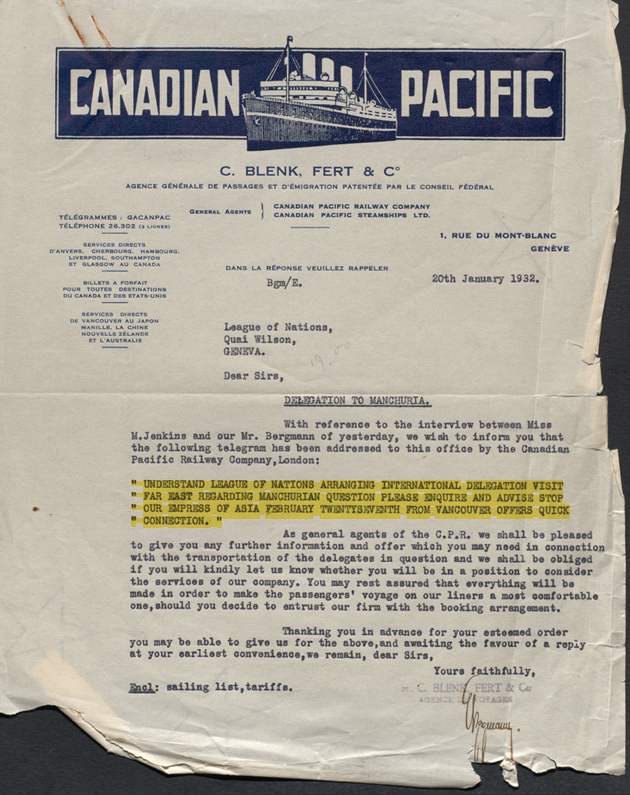 CANADIAN PACIFIC
C. BLENK, FERT & Cº
AGENCE GÉNÉRALE DE PASSAGES ET D'ÉMIGRATION PATENTÉE PAR LE CONSEIL FÉDÉRAL
GENERAL AGENTS
CANADIAN PACIFIC RAILWAY COMPANY
CANADIAN PACIFIC STEAMSHIPS LTD.
TÉLÉGRAMMES : GACANPAC
TÉLÉPHONE 26.302 (2 LIGNES)
SERVICES DIRECTS
D'ANVERS, CHERBOURG, HAMBOURG,
LIVERPOOL, SOUTHAMPTON
ET GLASGOW AU CANADA
BILLETS A FORFAIT
POUR TOUTES DESTINATIONS
DU CANADA ET DES ETATS-UNIS
SERVICES DIRECTS
DE VANCOUVER AU JAPON
MANILLE, LA CHINE
NOUVELLE ZÉLANDE
ET L'AUSTRALIE
1, RUE DU MONT-BLANC
GENÈVE
DANS LA RÉPONSE VEUILLEZ RAPPELER
Bgm/E.
20th January 1932.
League of Nations,
Quai Wilson,
GENEVA.
Dear Sirs,
DELEGATION TO MANCHURIA.
With reference to the interview between Miss
M.Jenkins and our Mr. Bergmann of yesterday, we wish to inform you that
the following telegram has been addressed to this office by the Canadian
Pacific Railway Company,London:
" UNDERSTAND LEAGUE OF NATIONS ARRANGING INTERNATIONAL DELEGATION VISIT
" FAR EAST REGARDING MANCHURIAN QUESTION PLEASE ENQUIRE AND ADVISE STOP
" OUR EMPRESS OF ASIA FEBRUARY TWENTYSEVENTH FROM VANCOUVER OFFERS QUICK
" CONNECTION. "
As general agents of the C.P.R. we shall be pleased
to give you any further information and offer which you may need in connection
with the transportation of the delegates in question and we shall be obliged
if you will kindly let us know whether you will be in a position to consider
the services of our company. You may rest assured that everything will be
made in order to make the passengers' voyage on our liners a most comfortable
one,should you decide to entrust our firm with the booking arrangement.
Thanking you in advance for your esteemed order
you may be able to give us for the above,and awaiting the favour of a reply
at your earliest convenience,we remain, dear Sirs,
Yours faithfully,
Encl: sailing list,tariffs.
C. BLENK, FERT & Co
AGENCE DE VOYAGES